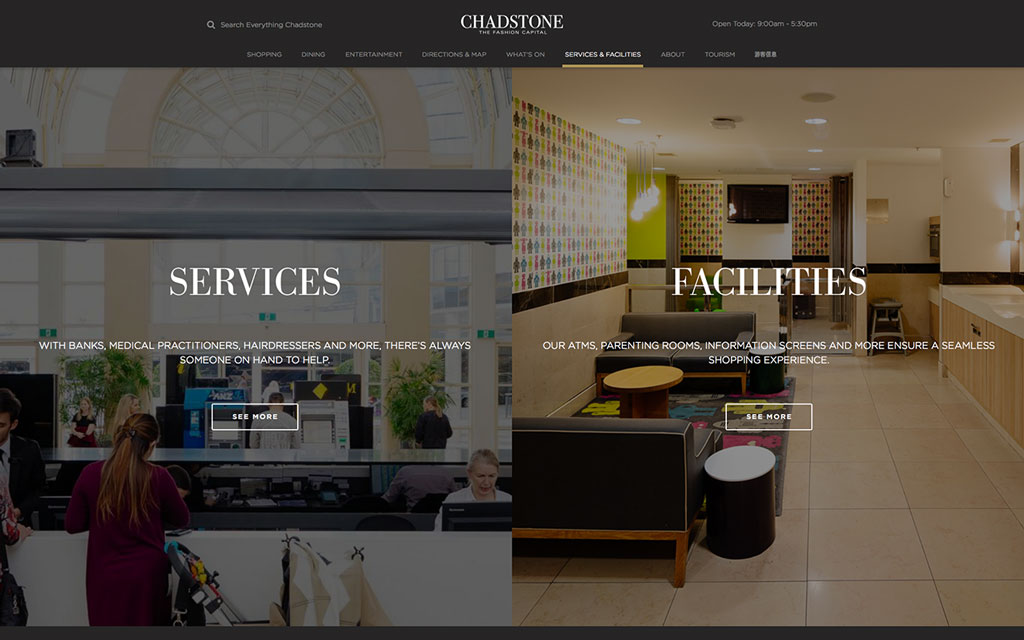 Search Everything Chadstone
CHADSTONE
THE FASHION CAPITAL
Open Today: 9:00am - 5:30pm
SHOPPING
DINING
ENTERTAINMENT
DIRECTIONS & MAP
WHAT'S ON
SERVICES & FACILITIES
ABOUT
TOURISM
游客信息
SERVICES
WITH BANKS, MEDICAL PRACTITIONERS, HAIRDRESSERS AND MORE, THERE'S ALWAYS
SOMEONE ON HAND TO HELP.
SEE MORE
FACILITIES
OUR ATMS, PARENTING ROOMS, INFORMATION SCREENS AND MORE ENSURE A SEAMLESS
SHOPPING EXPERIENCE.
SEE MORE
ANZ